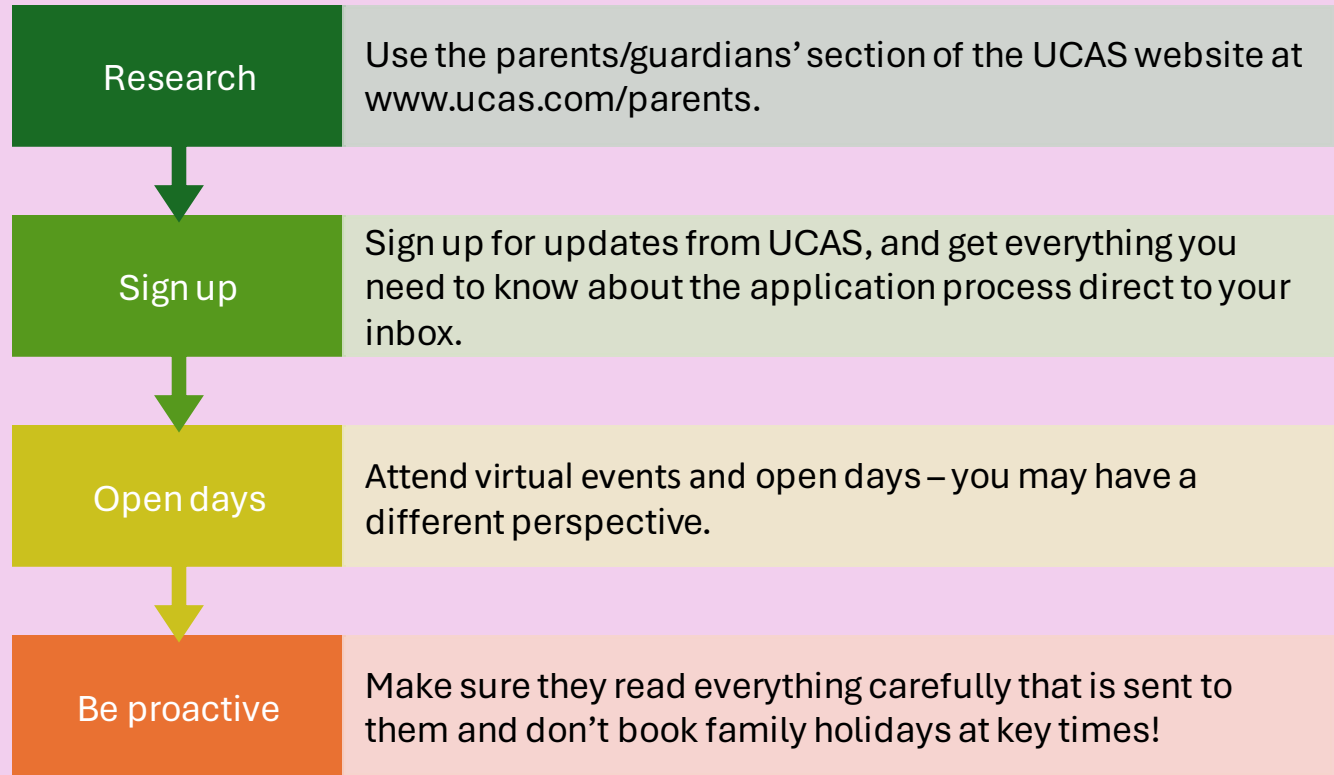 Research
Use the parents/guardians’ section of the UCAS website at
www.ucas.com/parents.
Sign up
Sign up for updates from UCAS, and get everything you
need to know about the application process direct to your
inbox.
Open days
Attend virtual events and open days – you may have a
different perspective.
Be proactive
Make sure they read everything carefully that is sent to
them and don’t book family holidays at key times!